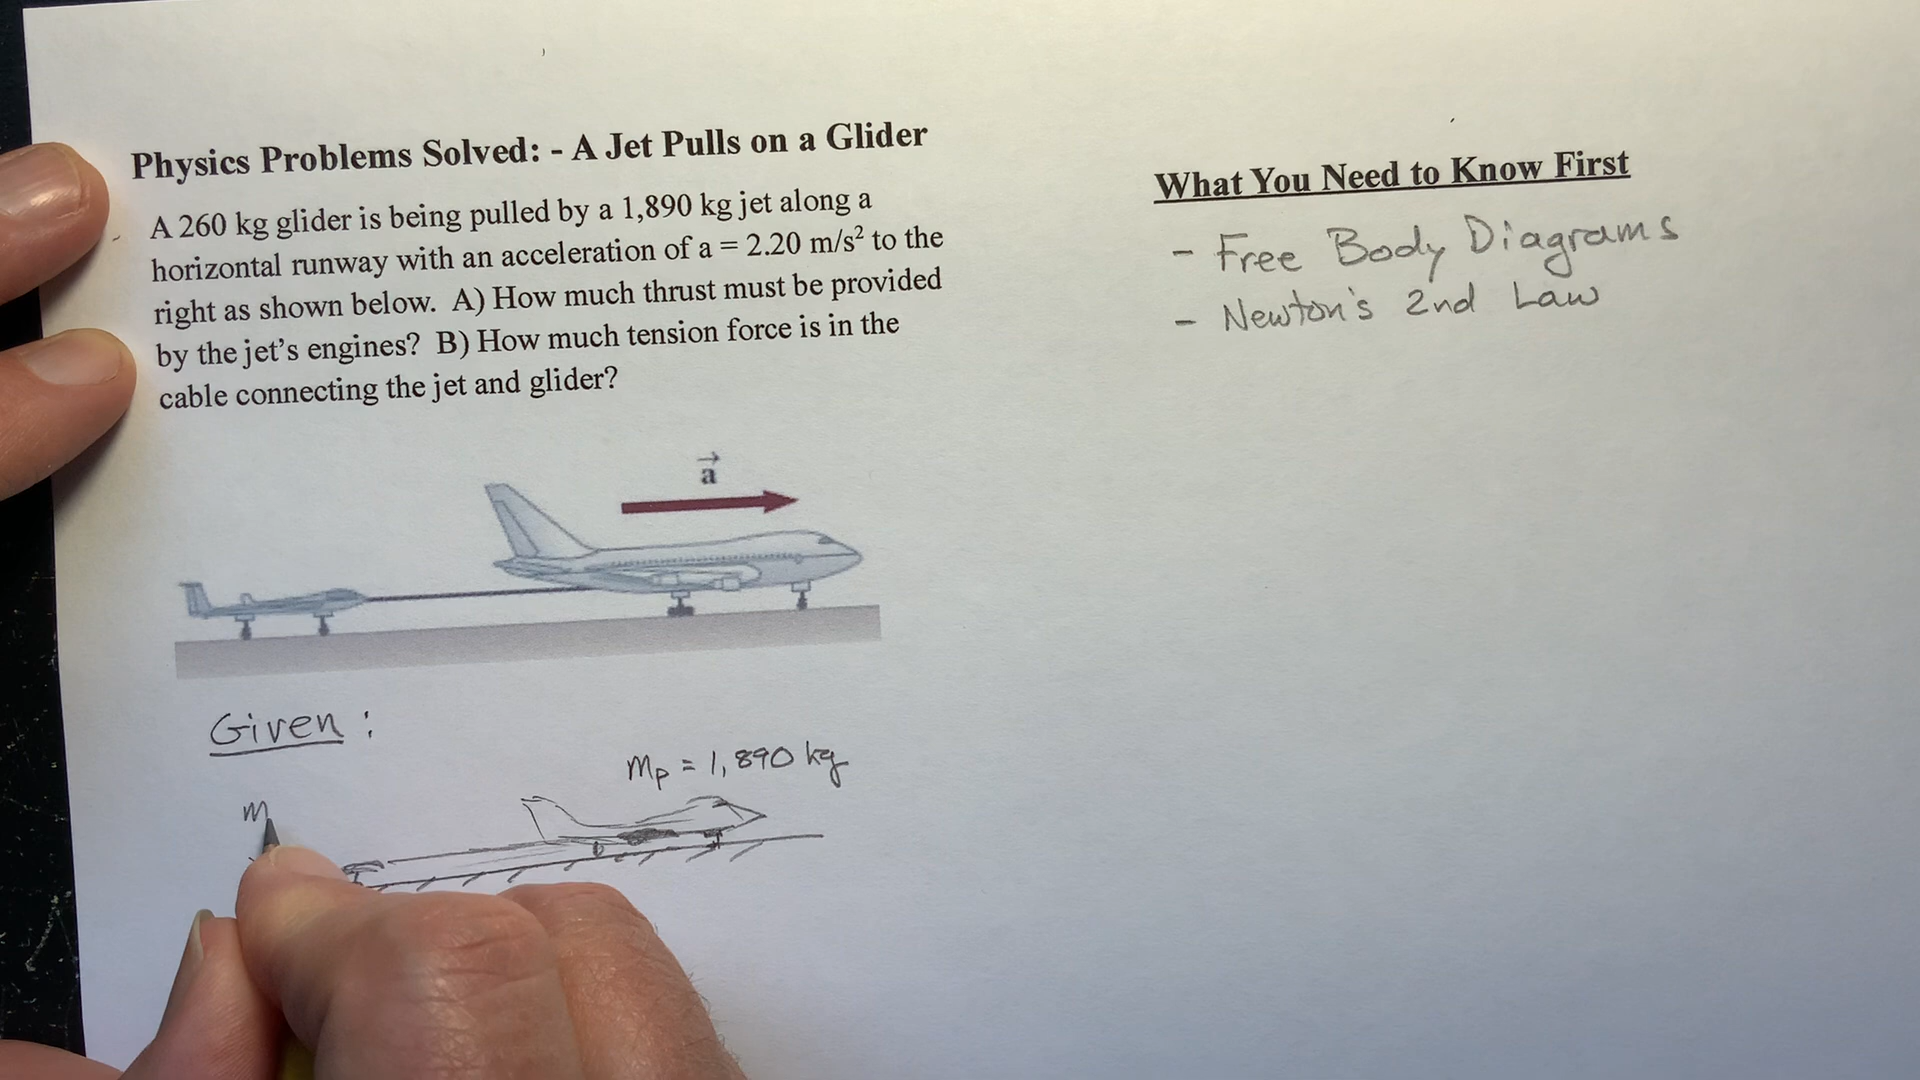 Physics Problems Solved: - A Jet Pulls on a Glider
A 260 kg glider is being pulled by a 1,890 kg jet along a
horizontal runway with an acceleration of a = 2.20 m/s² to the
right as shown below. A) How much thrust must be provided
by the jet's engines? B) How much tension force is in the
cable connecting the jet and glider?
a
Given:
mp = 1,890 kg
m
What You Need to Know First
- Free Body Diagrams
- Newton's 2nd Law